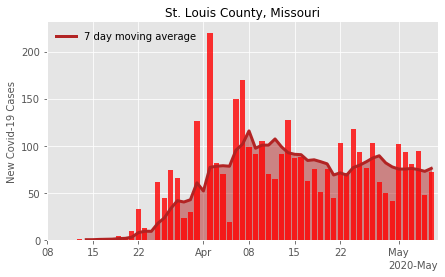 St. Louis County, Missouri
7 day moving average
New Covid-19 Cases
200
150
100
50
0
08 15 22 Apr 08 15 22 May
2020-May